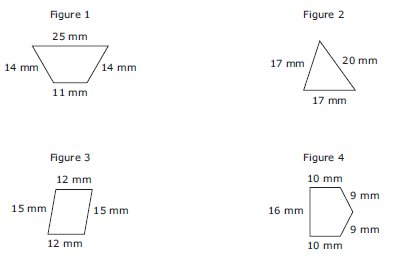 Figure 1
25 mm
14 mm
14 mm
11 mm
Figure 2
17 mm
20 mm
17 mm
Figure 3
12 mm
15 mm
15 mm
12 mm
Figure 4
10 mm
9 mm
16 mm
9 mm
10 mm